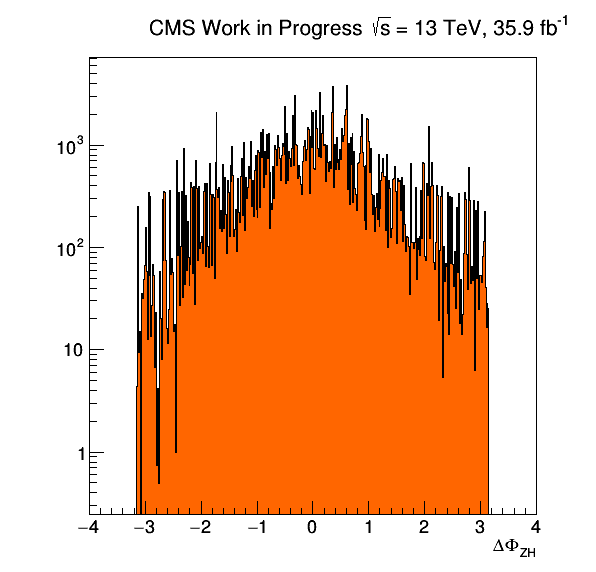 CMS Work in Progress √s = 13 TeV, 35.9 fb⁻¹
10³
10²
10
1
−4 −3 −2 −1 0 1 2 3 4
ΔΦ_ZH